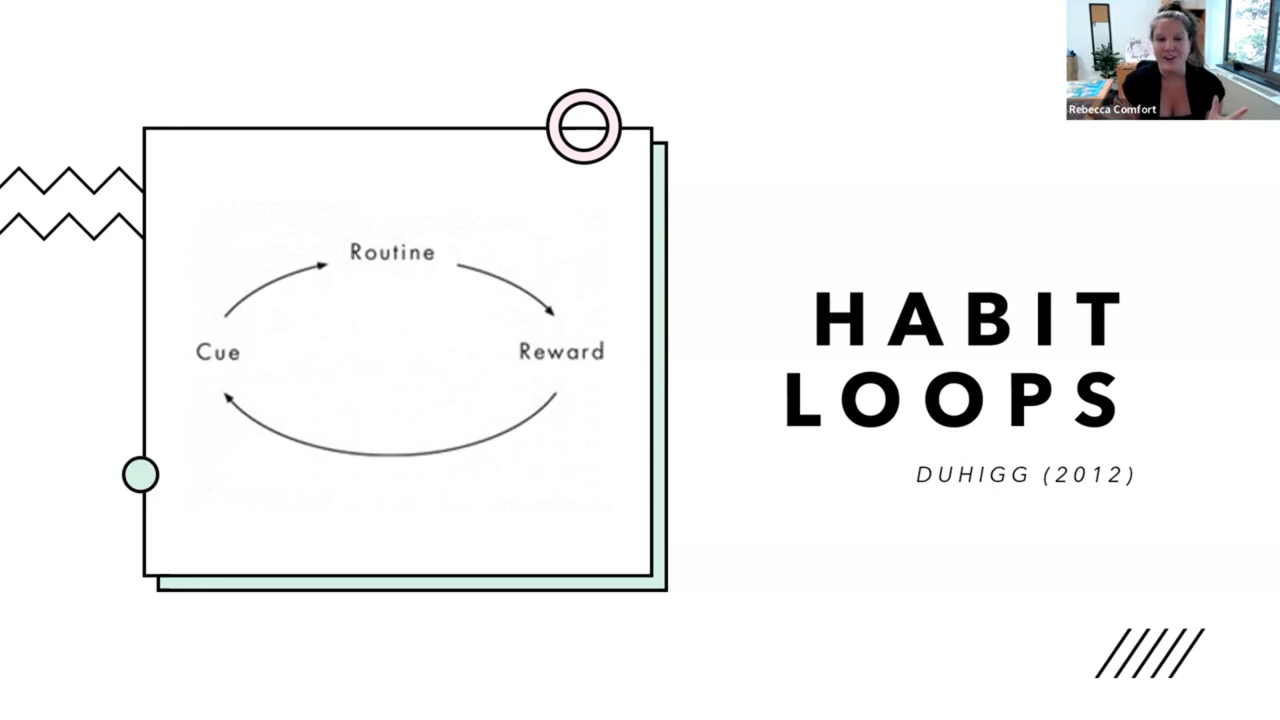 Rebecca Comfort
Routine
Cue
Reward
HABIT
LOOPS
DUHIGG (2012)